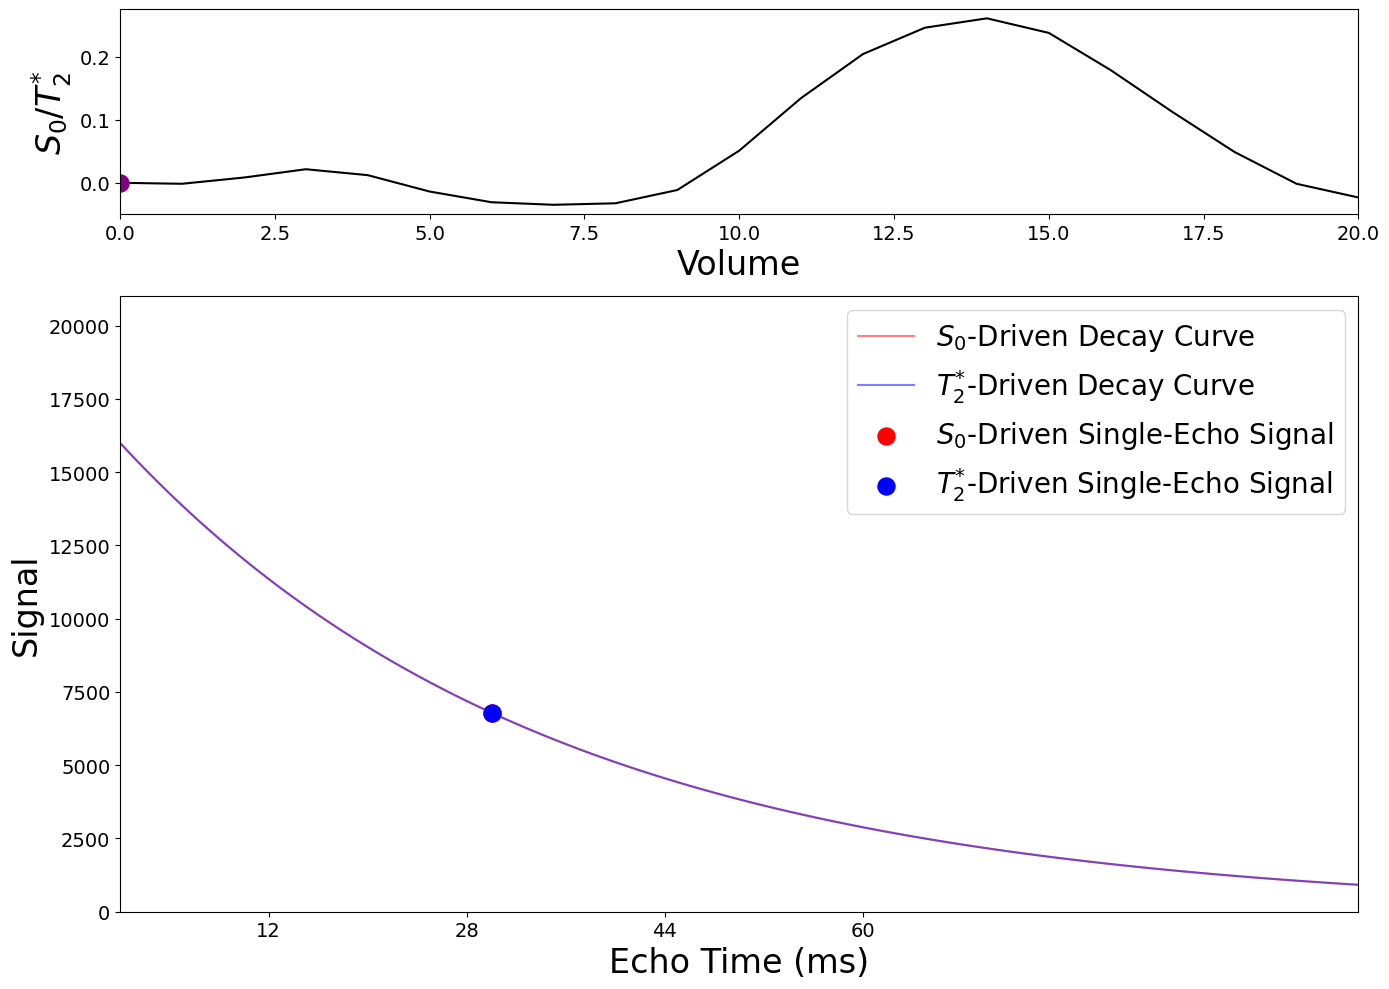 0.2
0.1
0.0
S₀/T₂*
0.0 2.5 5.0 7.5 10.0 12.5 15.0 17.5 20.0
Volume
20000
17500
15000
12500
10000
7500
5000
2500
0
Signal
S₀-Driven Decay Curve
T₂*-Driven Decay Curve
S₀-Driven Single-Echo Signal
T₂*-Driven Single-Echo Signal
12 28 44 60
Echo Time (ms)